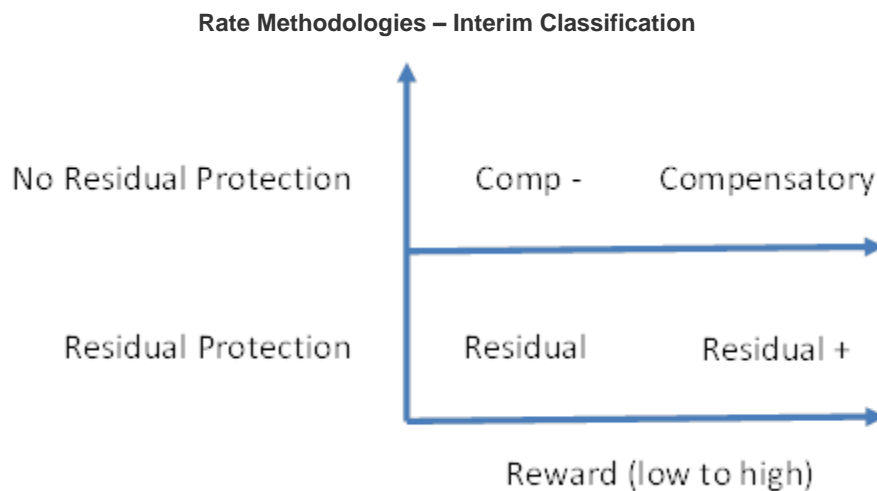 Rate Methodologies – Interim Classification
No Residual Protection Comp - Compensatory
Residual Protection Residual Residual +
Reward (low to high)